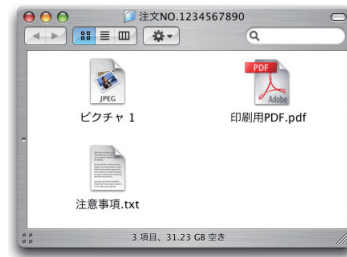 注文NO.1234567890
JPEG
PDF
Adobe
ピクチャ 1
印刷用PDF.pdf
注意事項.txt
3 項目、31.23 GB 空き